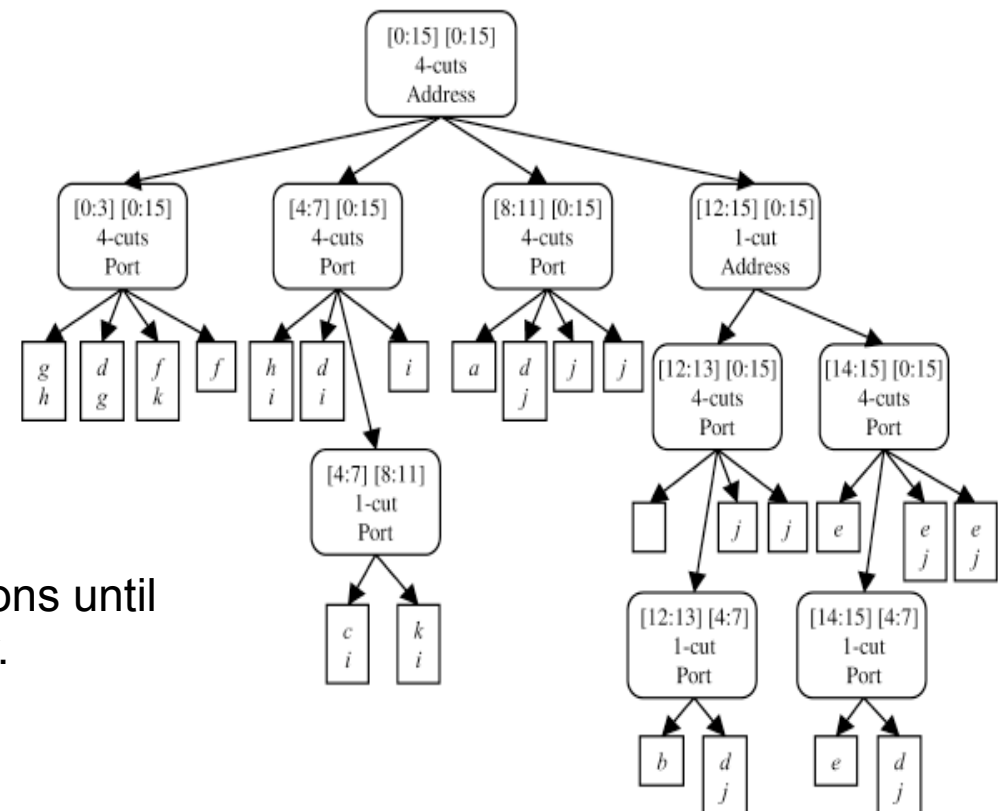 [0:15] [0:15]
4-cuts
Address
[0:3] [0:15]
4-cuts
Port
[4:7] [0:15]
4-cuts
Port
[8:11] [0:15]
4-cuts
Port
[12:15] [0:15]
1-cut
Address
g
h
d
g
f
k
f
h
i
d
i
i
a
d
j
j
j
[12:13] [0:15]
4-cuts
Port
[14:15] [0:15]
4-cuts
Port
[4:7] [8:11]
1-cut
Port
j
j
e
e
j
e
j
ons until
.
c
i
k
i
[12:13] [4:7]
1-cut
Port
[14:15] [4:7]
1-cut
Port
b
d
j
e
d
j